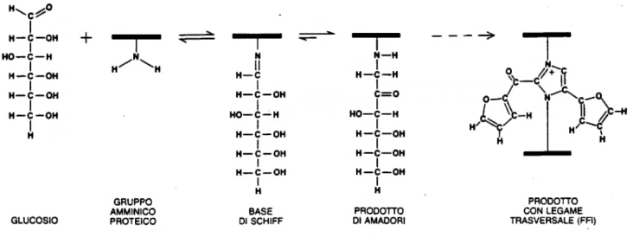 GLUCOSIO
GRUPPO
AMMINICO
PROTEICO
BASE
DI SCHIFF
PRODOTTO
DI AMADORI
PRODOTTO
CON LEGAME
TRASVERSALE (FFI)